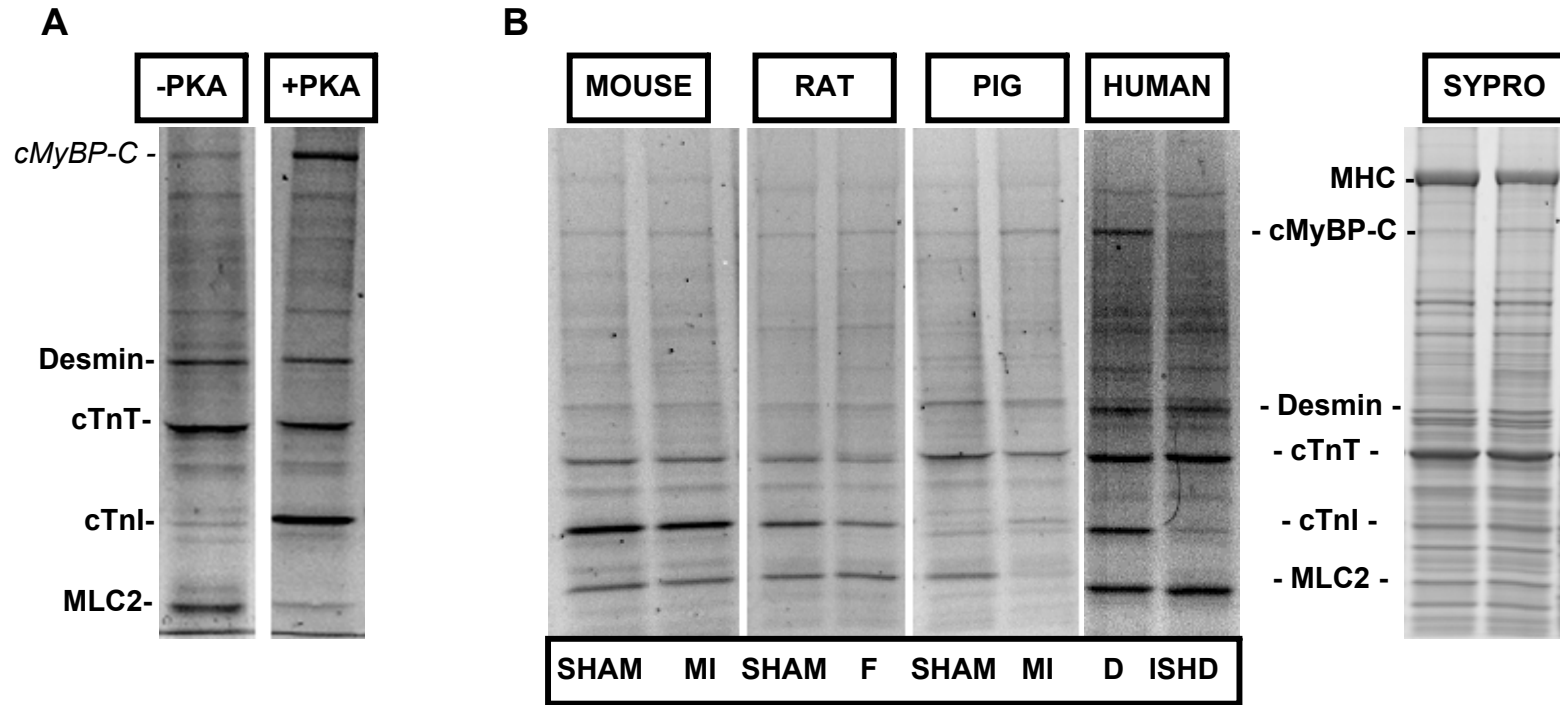 A
-PKA +PKA
cMyBP-C -
Desmin-
cTnT-
cTnI-
MLC2-
B
MOUSE RAT PIG HUMAN SYPRO
MHC -
- cMyBP-C -
- Desmin -
- cTnT -
- cTnI -
- MLC2 -
SHAM MI SHAM F SHAM MI D ISHD